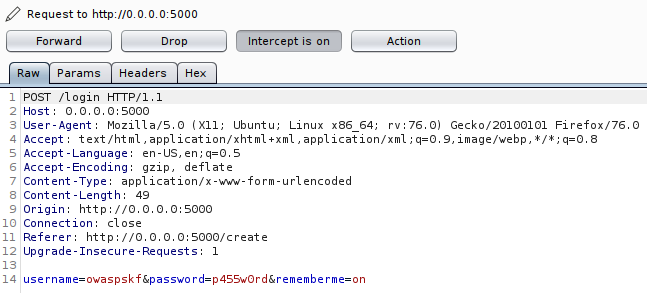 Request to http://0.0.0.0:5000
Forward Drop Intercept is on Action
Raw Params Headers Hex
1 POST /login HTTP/1.1
2 Host: 0.0.0.0:5000
3 User-Agent: Mozilla/5.0 (X11; Ubuntu; Linux x86_64; rv:76.0) Gecko/20100101 Firefox/76.0
4 Accept: text/html,application/xhtml+xml,application/xml;q=0.9,image/webp,*/*;q=0.8
5 Accept-Language: en-US,en;q=0.5
6 Accept-Encoding: gzip, deflate
7 Content-Type: application/x-www-form-urlencoded
8 Content-Length: 49
9 Origin: http://0.0.0.0:5000
10 Connection: close
11 Referer: http://0.0.0.0:5000/create
12 Upgrade-Insecure-Requests: 1
13
14 username=owaspskf&password=p455w0rd&rememberme=on